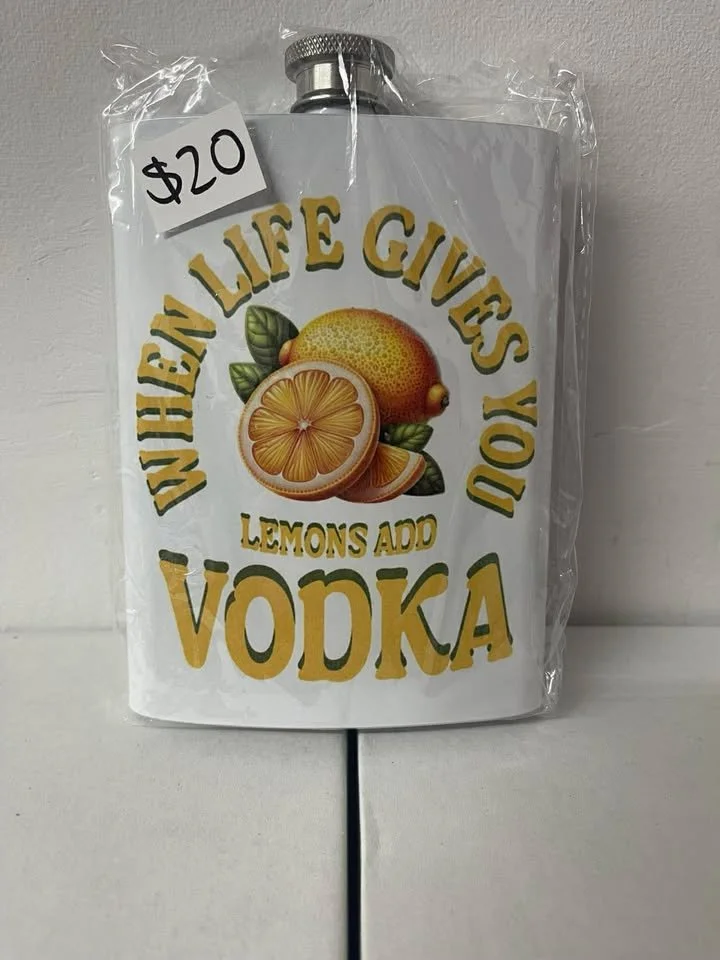 $20
WHEN LIFE GIVES YOU
LEMONS ADD
VODKA